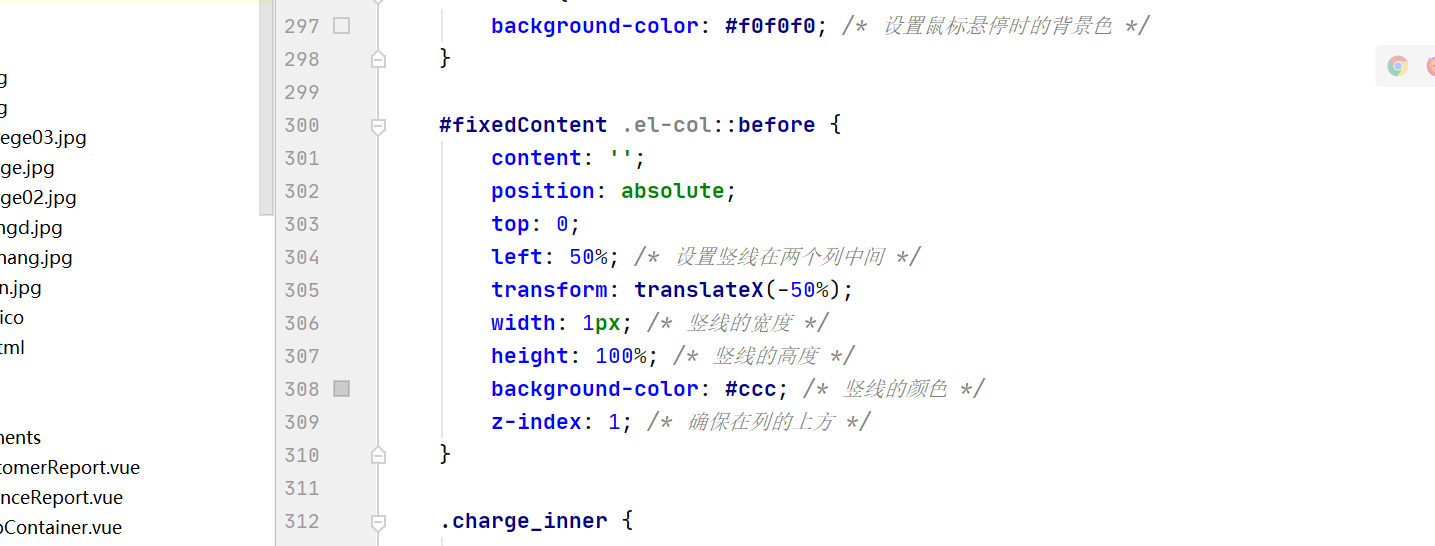 297 background-color: #f0f0f0; /* 设置鼠标悬停时的背景色 */
298 }
299
300 #fixedContent .el-col::before {
301 content: '';
302 position: absolute;
303 top: 0;
304 left: 50%; /* 设置竖线在两个列中间 */
305 transform: translateX(-50%);
306 width: 1px; /* 竖线的宽度 */
307 height: 100%; /* 竖线的高度 */
308 background-color: #ccc; /* 竖线的颜色 */
309 z-index: 1; /* 确保在列的上方 */
310 }
311
312 .charge_inner {
g
g
ege03.jpg
ge.jpg
ge02.jpg
ngd.jpg
hang.jpg
n.jpg
ico
tml
nents
tomerReport.vue
nceReport.vue
Container.vue